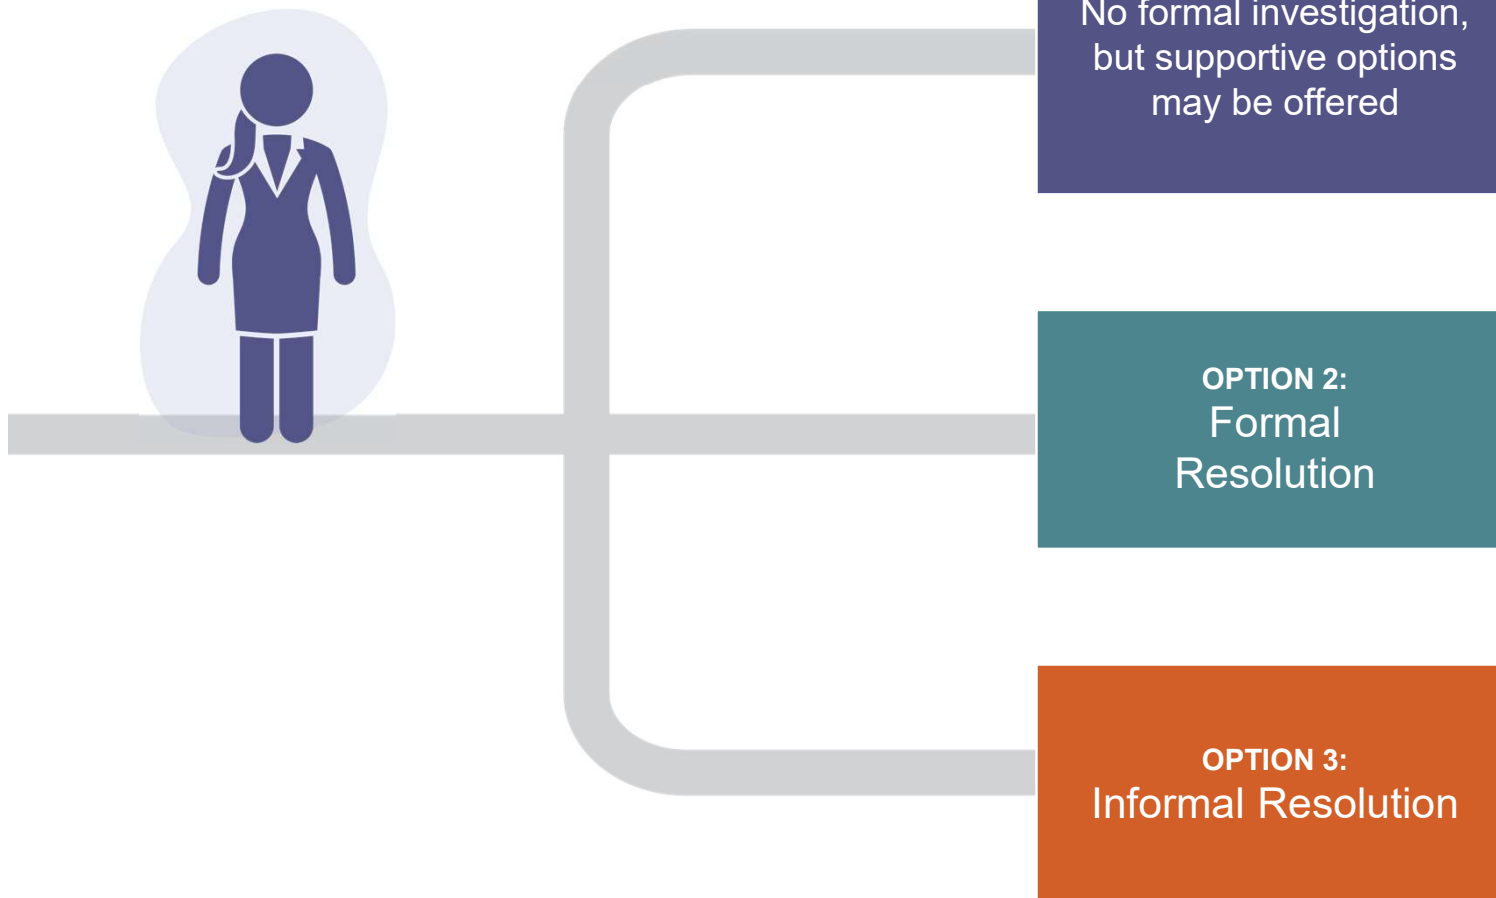 No formal investigation,
but supportive options
may be offered
OPTION 2:
Formal
Resolution
OPTION 3:
Informal Resolution